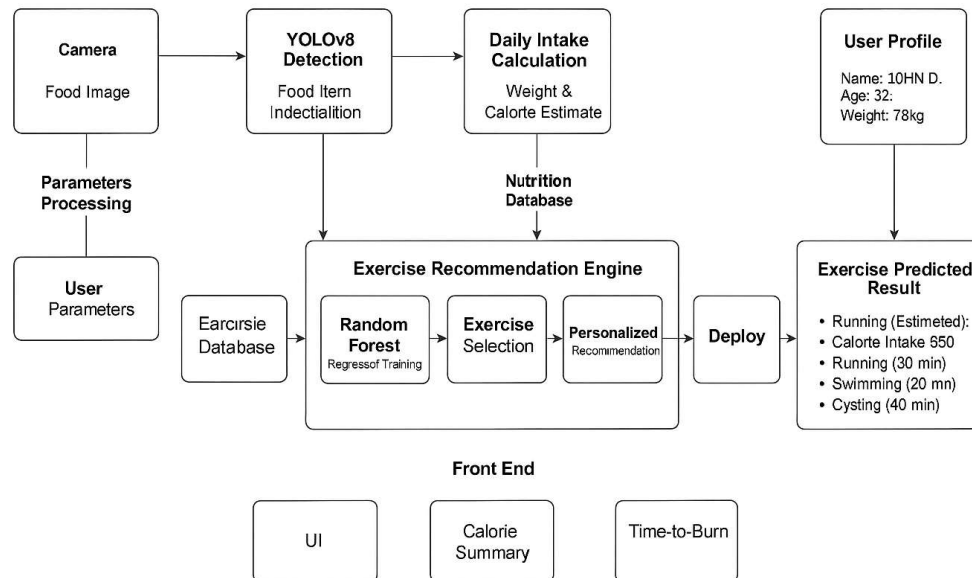 Camera
Food Image
YOLOv8
Detection
Food Itern
Indectialition
Daily Intake
Calculation
Weight &
Calorte Estimate
User Profile
Name: 10HN D.
Age: 32:
Weight: 78kg
Parameters
Processing
Nutrition
Database
User
Parameters
Exercise Recommendation Engine
Earcırsie
Database
Random
Forest
Regressof Training
Exercise
Selection
Personalized
Recommendation
Deploy
Exercise Predicted
Result
• Running (Estimeted):
• Calorte Intake 650
• Running (30 min)
• Swimming (20 mn)
• Cysting (40 min)
Front End
UI
Calorie
Summary
Time-to-Burn